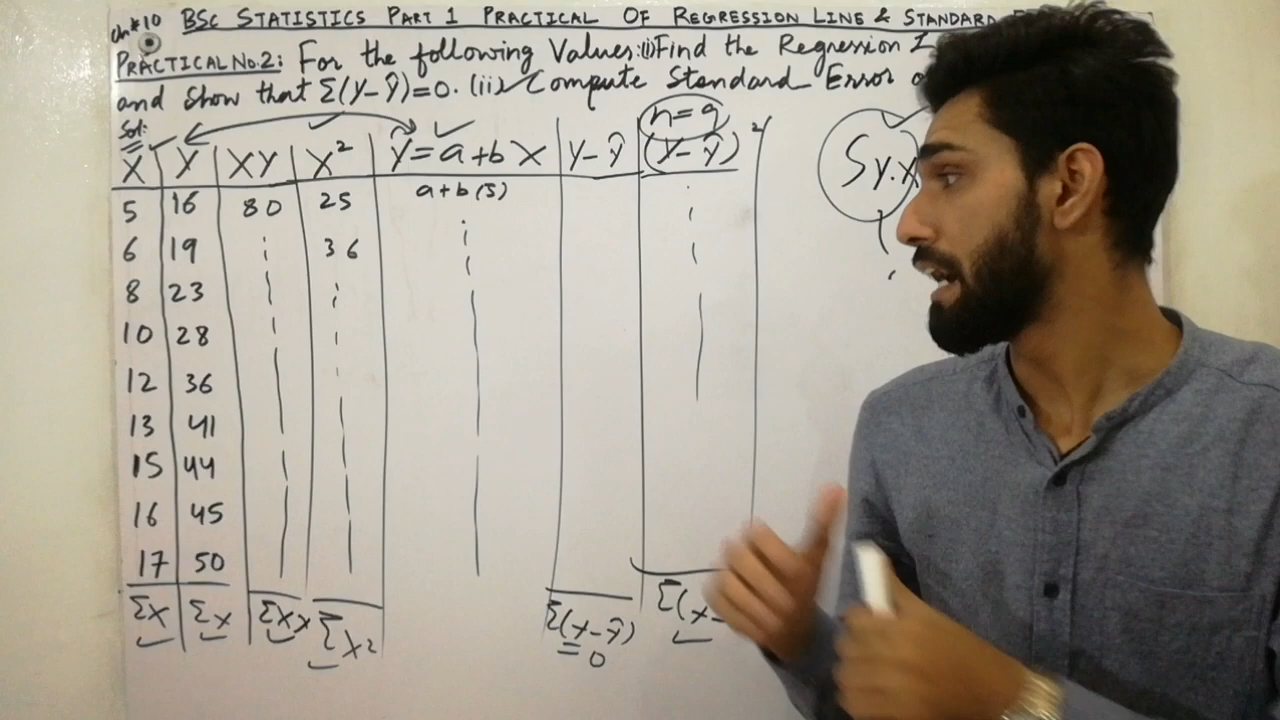 Ch#10 BSC STATISTICS PART 1 PRACTICAL OF REGRESSION LINE & STANDARD
PRACTICAL NO.2: For the following Values:(i)Find the Regression
and show that Σ(Y-Ŷ)=0. (ii) Compute Standard Error
Sol:
n=9
X Y XY X² Ŷ=a+bX Y-Ŷ (Y-Ŷ)²
Sy.x
5 16 80 25 a+b(5)
6 19 36
8 23
10 28
12 36
13 41
15 44
16 45
17 50
Σx Σx Σxx Σx² Σ(x-Ŷ) Σ(x-
= 0